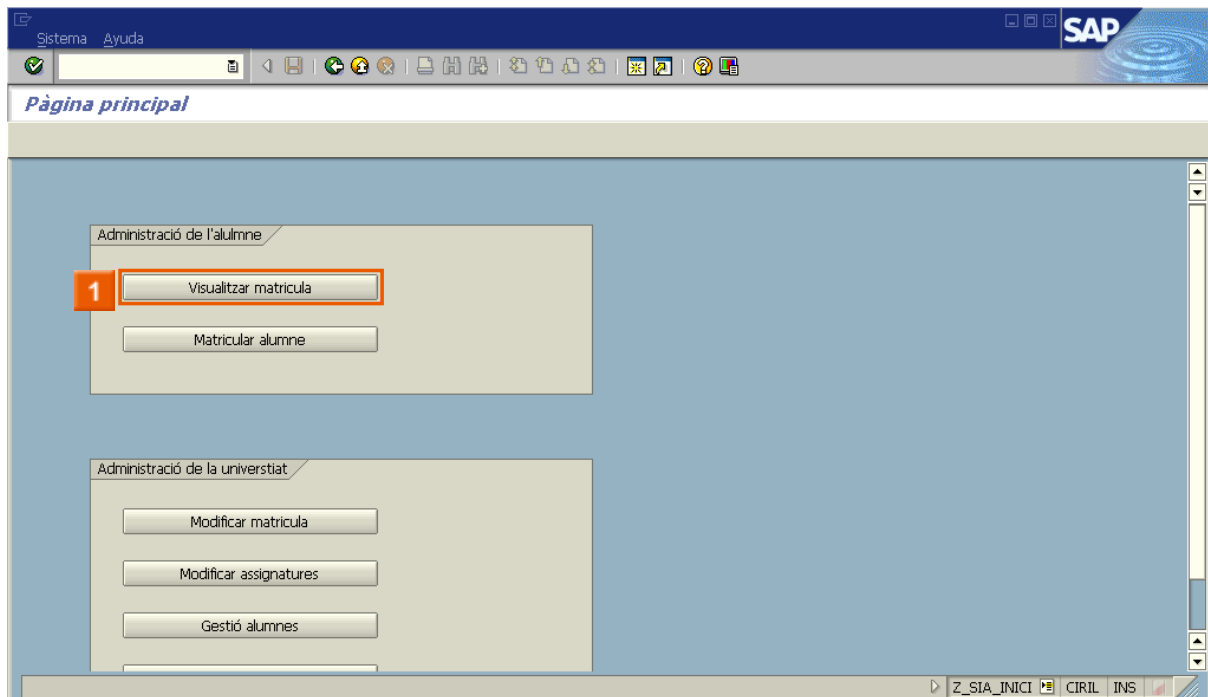 Sistema Ayuda
SAP
Pàgina principal
Administració de l'alulmne
1
Visualitzar matricula
Matricular alumne
Administració de la universtiat
Modificar matricula
Modificar assignatures
Gestió alumnes
Z_SIA_INICI CIRIL INS